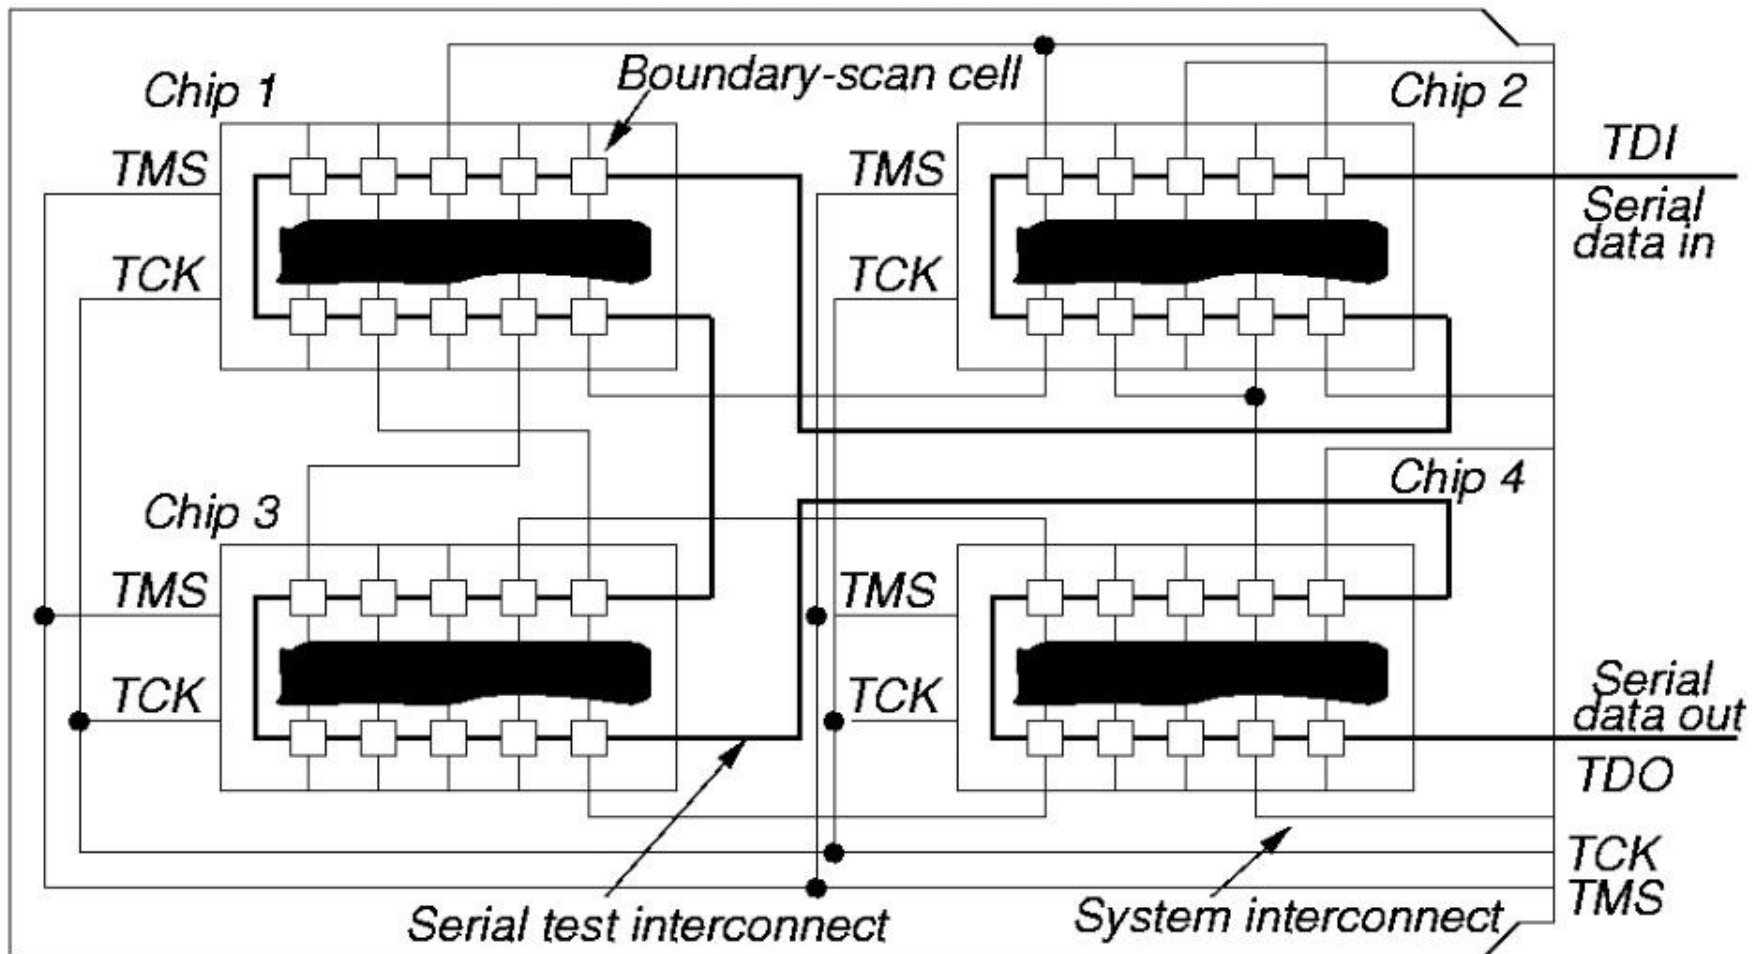 Boundary-scan cell
Chip 1
Chip 2
TMS
TMS
TDI
Serial
data in
TCK
TCK
Chip 3
Chip 4
TMS
TMS
TCK
TCK
Serial
data out
TDO
TCK
TMS
Serial test interconnect
System interconnect